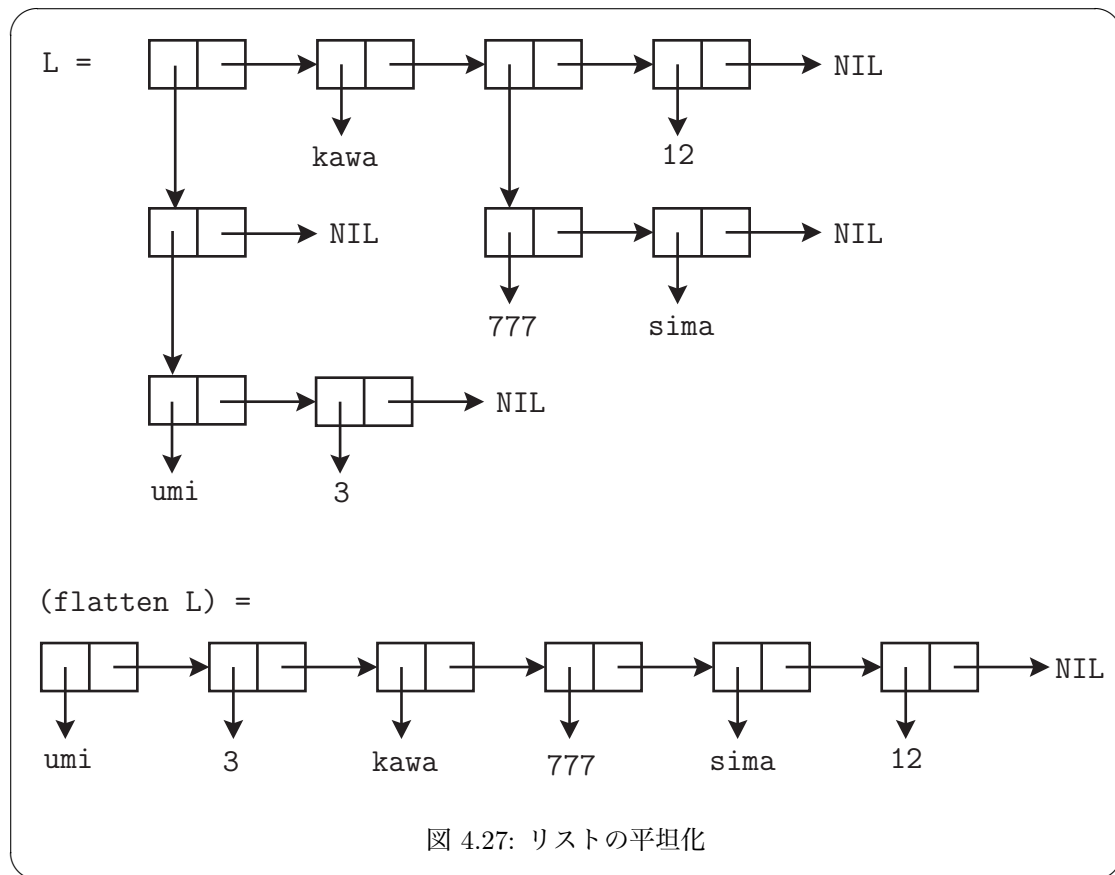 L = NIL
kawa 12
NIL NIL
777 sima
NIL
umi 3
(flatten L) =
NIL
umi 3 kawa 777 sima 12
図 4.27: リストの平坦化